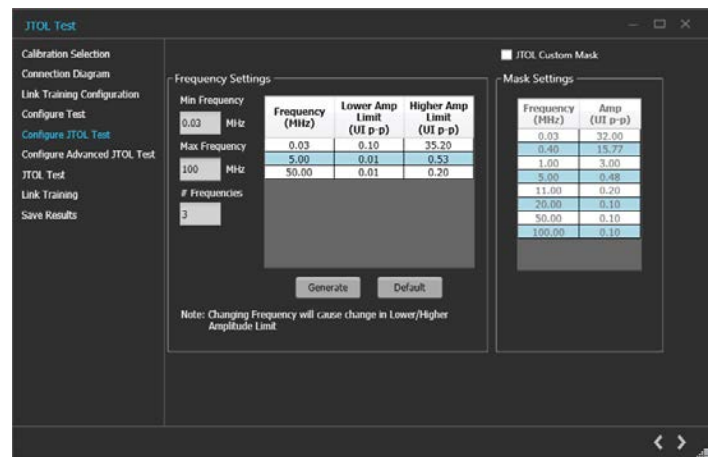 JTOL Test
Calibration Selection
Connection Diagram
Link Training Configuration
Configure Test
Configure JTOL Test
Configure Advanced JTOL Test
JTOL Test
Link Training
Save Results
Frequency Settings
Min Frequency
0.03 MHz
Max Frequency
100 MHz
# Frequencies
3
Frequency (MHz) Lower Amp Limit (UI p-p) Higher Amp Limit (UI p-p)
0.03 0.10 35.20
5.00 0.01 0.53
50.00 0.01 0.20
Generate Default
Note: Changing Frequency will cause change in Lower/Higher
Amplitude Limit
JTOL Custom Mask
Mask Settings
Frequency (MHz) Amp (UI p-p)
0.03 32.00
0.40 15.77
1.00 3.00
5.00 0.48
11.00 0.20
20.00 0.10
50.00 0.10
100.00 0.10